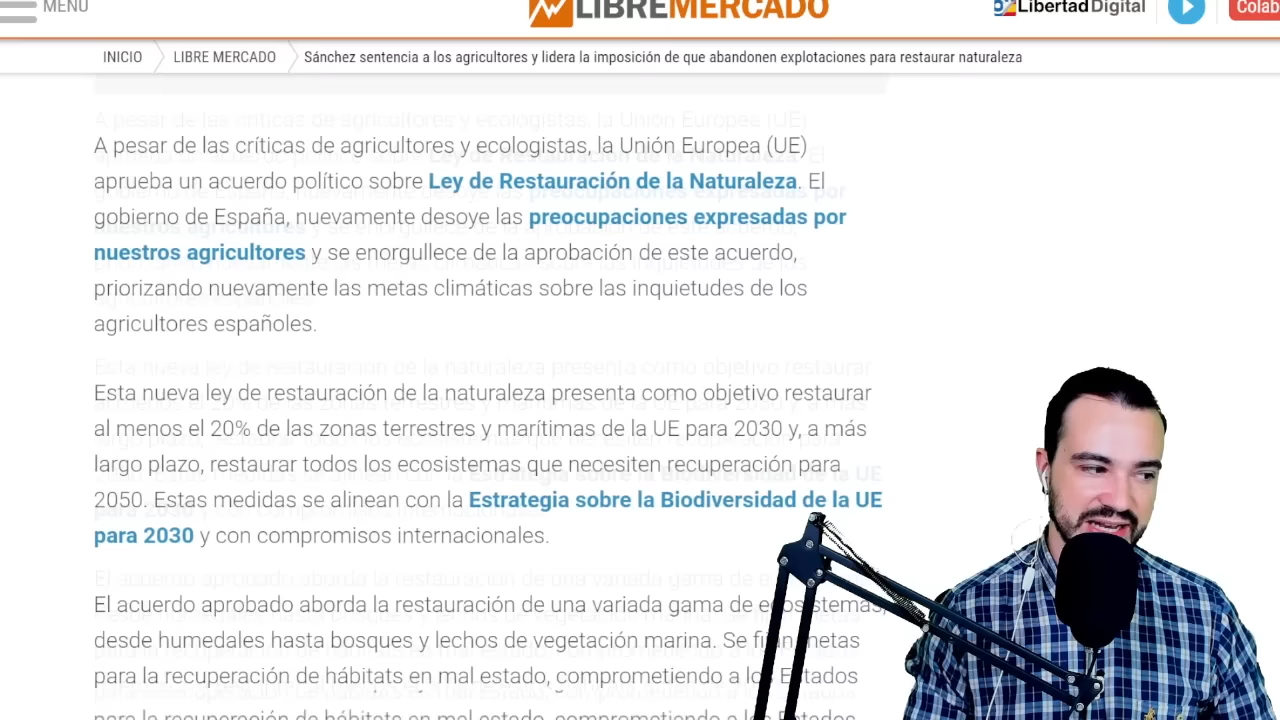 MENÚ
LIBREMERCADO
LibertadDigital
Colab
INICIO
LIBRE MERCADO
Sánchez sentencia a los agricultores y lidera la imposición de que abandonen explotaciones para restaurar naturaleza
A pesar de las críticas de agricultores y ecologistas, la Unión Europea (UE)
aprueba un acuerdo político sobre Ley de Restauración de la Naturaleza. El
gobierno de España, nuevamente desoye las preocupaciones expresadas por
nuestros agricultores y se enorgullece de la aprobación de este acuerdo,
priorizando nuevamente las metas climáticas sobre las inquietudes de los
agricultores españoles.
Esta nueva ley de restauración de la naturaleza presenta como objetivo restaurar
al menos el 20% de las zonas terrestres y marítimas de la UE para 2030 y, a más
largo plazo, restaurar todos los ecosistemas que necesiten recuperación para
2050. Estas medidas se alinean con la Estrategia sobre la Biodiversidad de la UE
para 2030 y con compromisos internacionales.
El acuerdo aprobado aborda la restauración de una variada gama de ecosistemas,
desde humedales hasta bosques y lechos de vegetación marina. Se fijan metas
para la recuperación de hábitats en mal estado, comprometiendo a los Estados